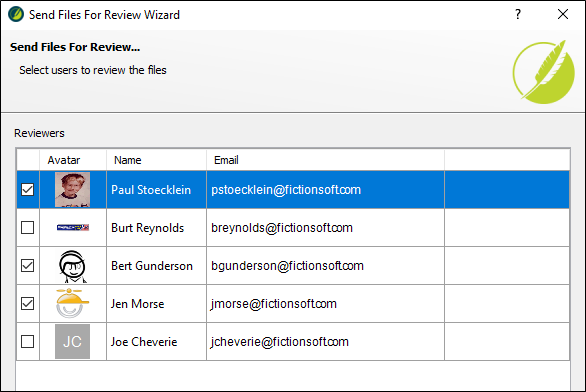 Send Files For Review Wizard ?
Send Files For Review...
Select users to review the files
Reviewers
Avatar Name Email
Paul Stoecklein pstoecklein@fictionsoft.com
Burt Reynolds breynolds@fictionsoft.com
Bert Gunderson bgunderson@fictionsoft.com
Jen Morse jmorse@fictionsoft.com
JC Joe Cheverie jcheverie@fictionsoft.com